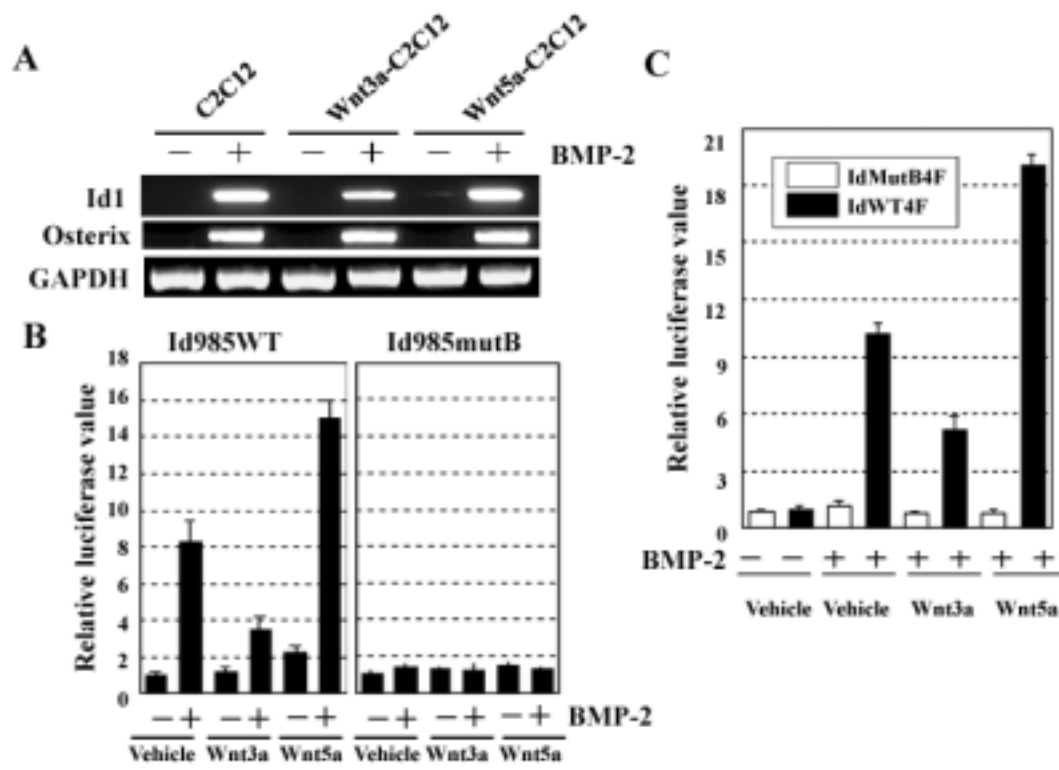 A
C2C12
Wnt3a-C2C12
Wnt5a-C2C12
− + − + − + BMP-2
Id1
Osterix
GAPDH
B
Id985WT
Id985mutB
Relative luciferase value
18
16
14
12
10
8
6
4
2
0
− + − + − + − + − + − + BMP-2
Vehicle Wnt3a Wnt5a Vehicle Wnt3a Wnt5a
C
Relative luciferase value
21
18
15
12
9
6
3
0
IdMutB4F
IdWT4F
BMP-2 − − + + + + + +
Vehicle Vehicle Wnt3a Wnt5a